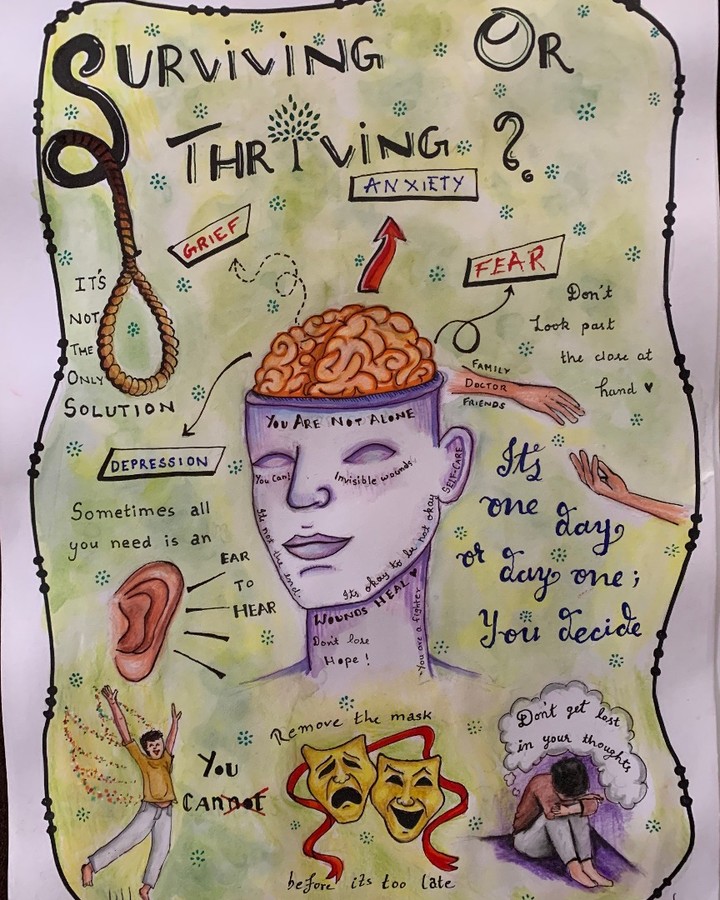 SURVIVING OR
THRIVING ?
ANXIETY
GRIEF
FEAR
IT'S
NOT
THE
ONLY
SOLUTION
Don't
Look past
the close at
hand ♥
FAMILY
DOCTOR
FRIENDS
DEPRESSION
YOU ARE NOT ALONE
You Can!
Invisible wounds
SELF-CARE
not the end.
Its okay to be not okay
WOUNDS HEAL ♥
Don't lose
Hope !
You are a fighter
Sometimes all
you need is an
EAR
TO
HEAR
It's
one day
or day one ;
You decide
You
cannot
Remove the mask
before its too late
Don't get lost
in your thoughts